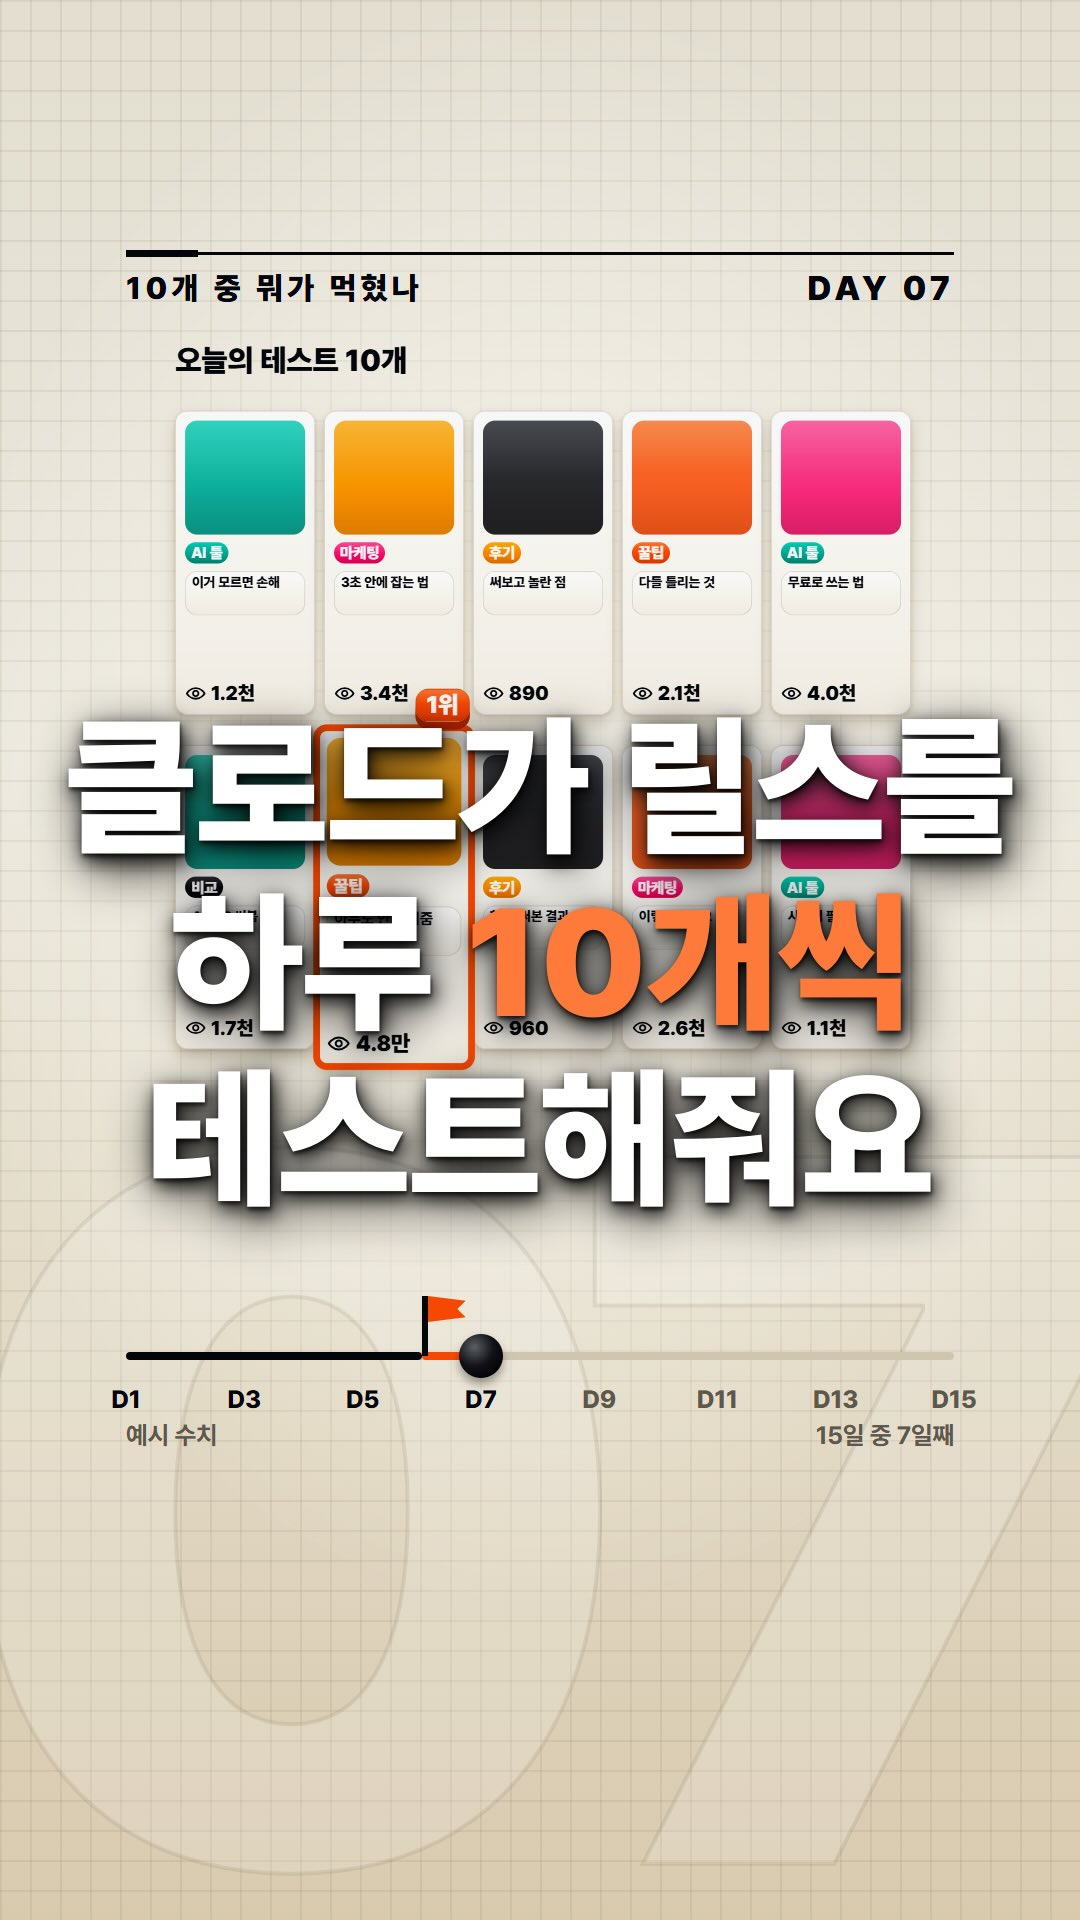 10개 중 뭐가 먹혔나
DAY 07
오늘의 테스트 10개
AI 툴
마케팅
후기
꿀팁
AI 툴
이거 모르면 손해
3초 안에 잡는 법
써보고 놀란 점
다들 틀리는 것
무료로 쓰는 법
1.2천
3.4천
890
2.1천
4.0천
1위
클로드가 릴스를
비교
꿀팁
후기
마케팅
AI 툴
하루 10개씩
1.7천
4.8만
960
2.6천
1.1천
테스트해줘요
D1
D3
D5
D7
D9
D11
D13
D15
예시 수치
15일 중 7일째
07